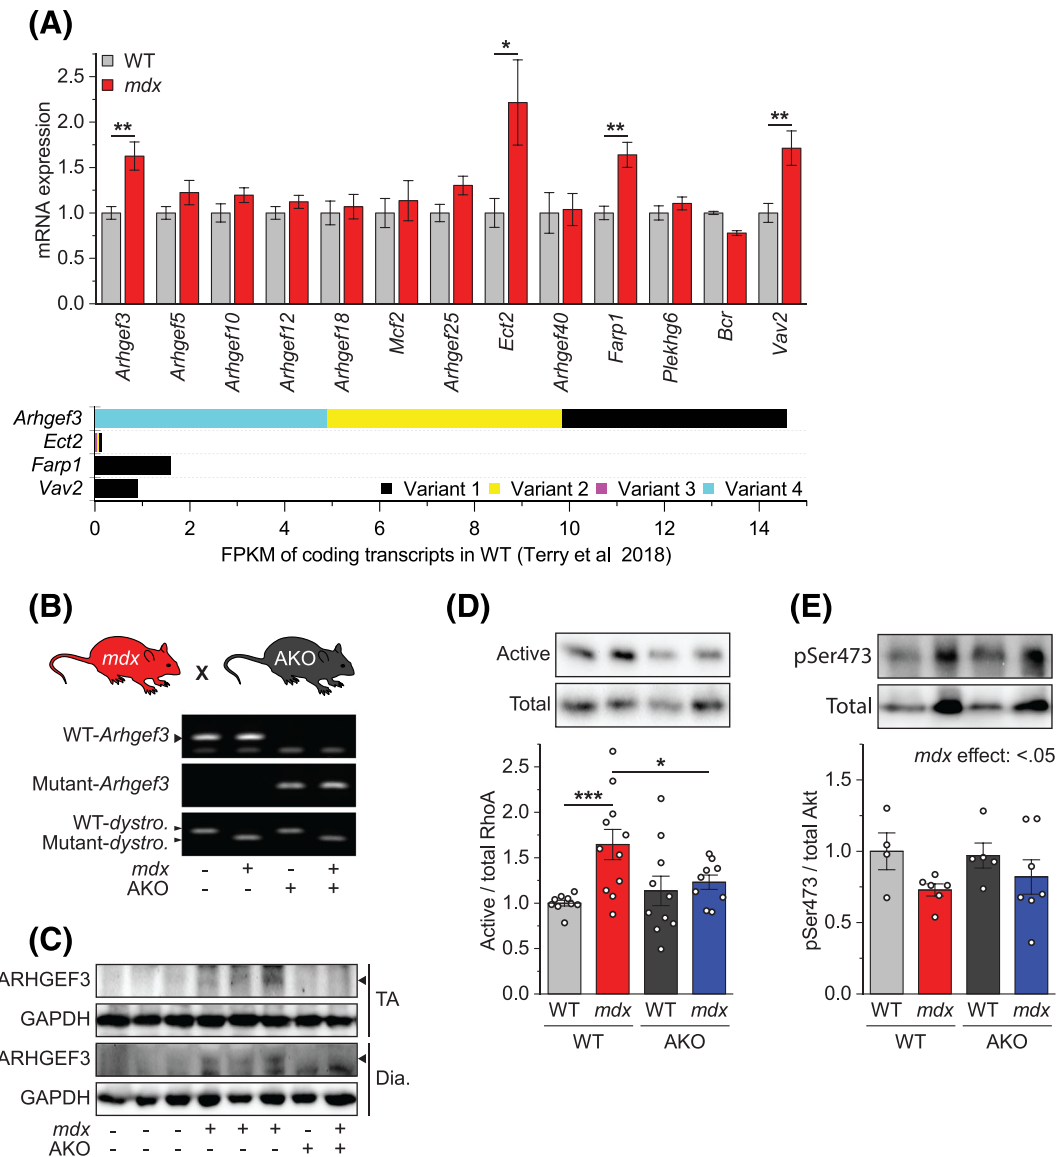 (A)
WT
mdx
mRNA expression
2.5
2.0
1.5
1.0
0.5
0.0
** * ** **
Arhgef3 Arhgef5 Arhgef10 Arhgef12 Arhgef18 Mcf2 Arhgef25 Ect2 Arhgef40 Farp1 Plekhg6 Bcr Vav2
Arhgef3
Ect2
Farp1
Vav2
Variant 1 Variant 2 Variant 3 Variant 4
0 2 4 6 8 10 12 14
FPKM of coding transcripts in WT (Terry et al 2018)
(B)
mdx x AKO
WT-Arhgef3
Mutant-Arhgef3
WT-dystro.
Mutant-dystro.
mdx - + - +
AKO - - + +
(C)
ARHGEF3
GAPDH
TA
ARHGEF3
GAPDH
Dia.
mdx - - - + + + - +
AKO - - - - - - + +
(D)
Active
Total
Active / total RhoA
2.5
2.0
1.5
1.0
0.5
0.0
*** *
WT mdx WT mdx
WT AKO
(E)
pSer473
Total
mdx effect: <.05
pSer473 / total Akt
1.5
1.0
0.5
0.0
WT mdx WT mdx
WT AKO